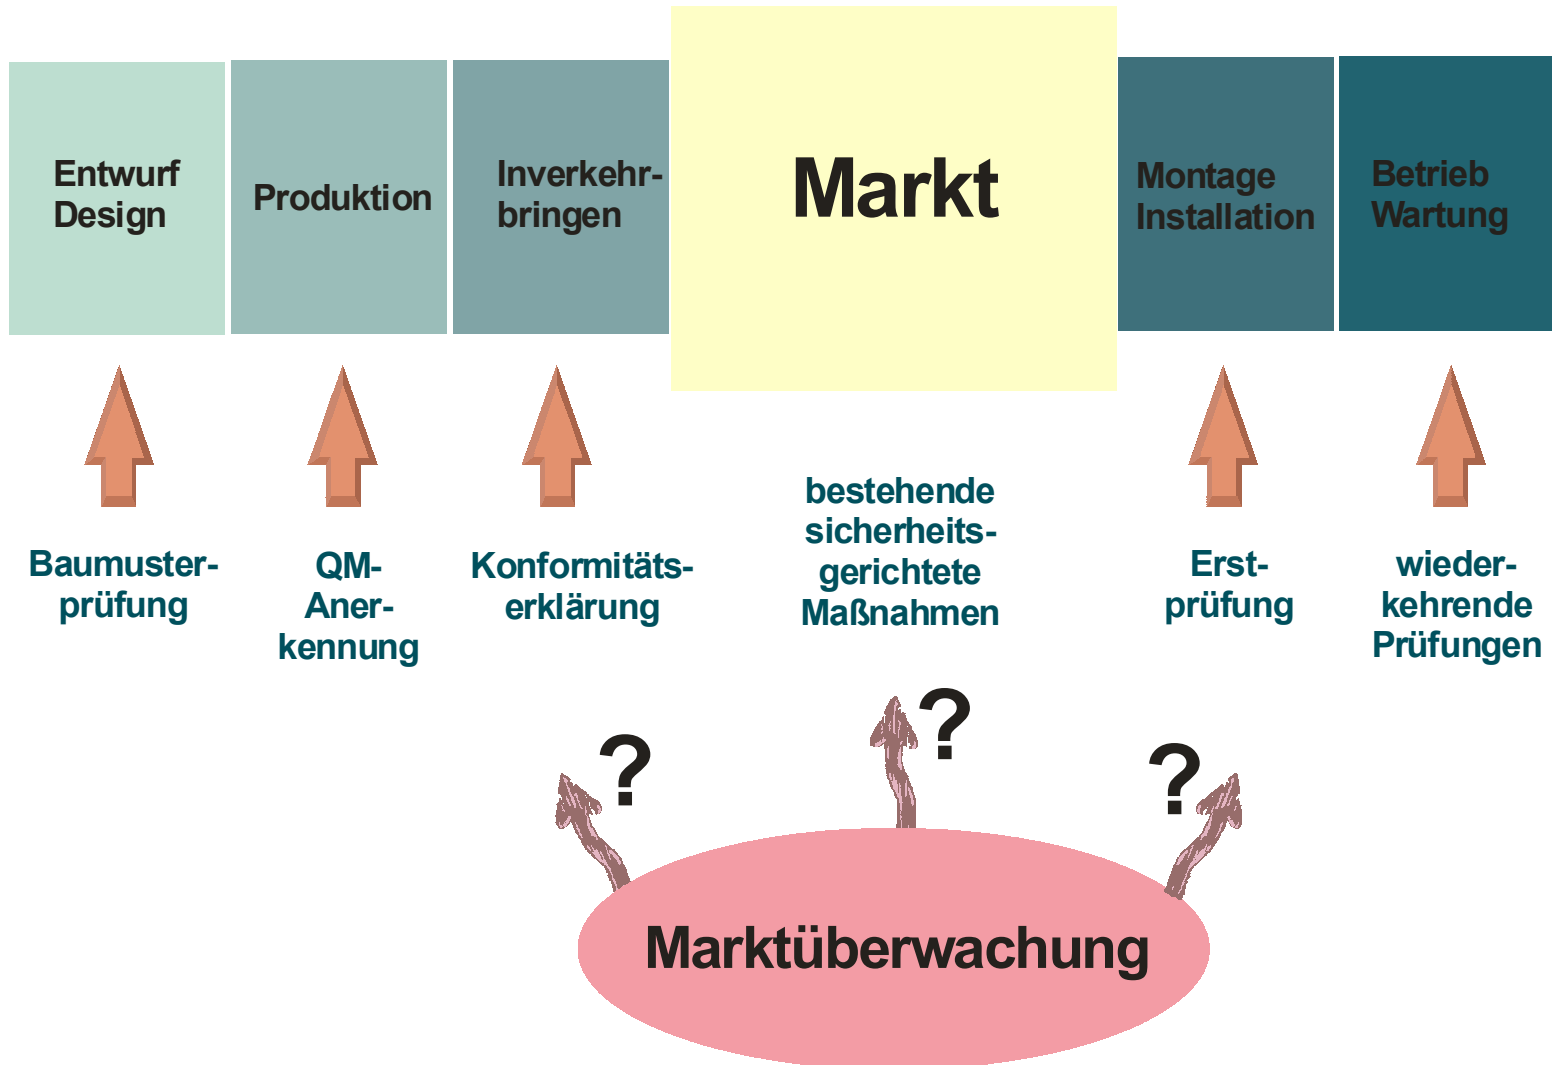 Entwurf
Design
Produktion
Inverkehr-
bringen
Markt
Montage
Installation
Betrieb
Wartung
Baumuster-
prüfung
QM-
Aner-
kennung
Konformitäts-
erklärung
bestehende
sicherheits-
gerichtete
Maßnahmen
Erst-
prüfung
wieder-
kehrende
Prüfungen
?
?
?
Marktüberwachung